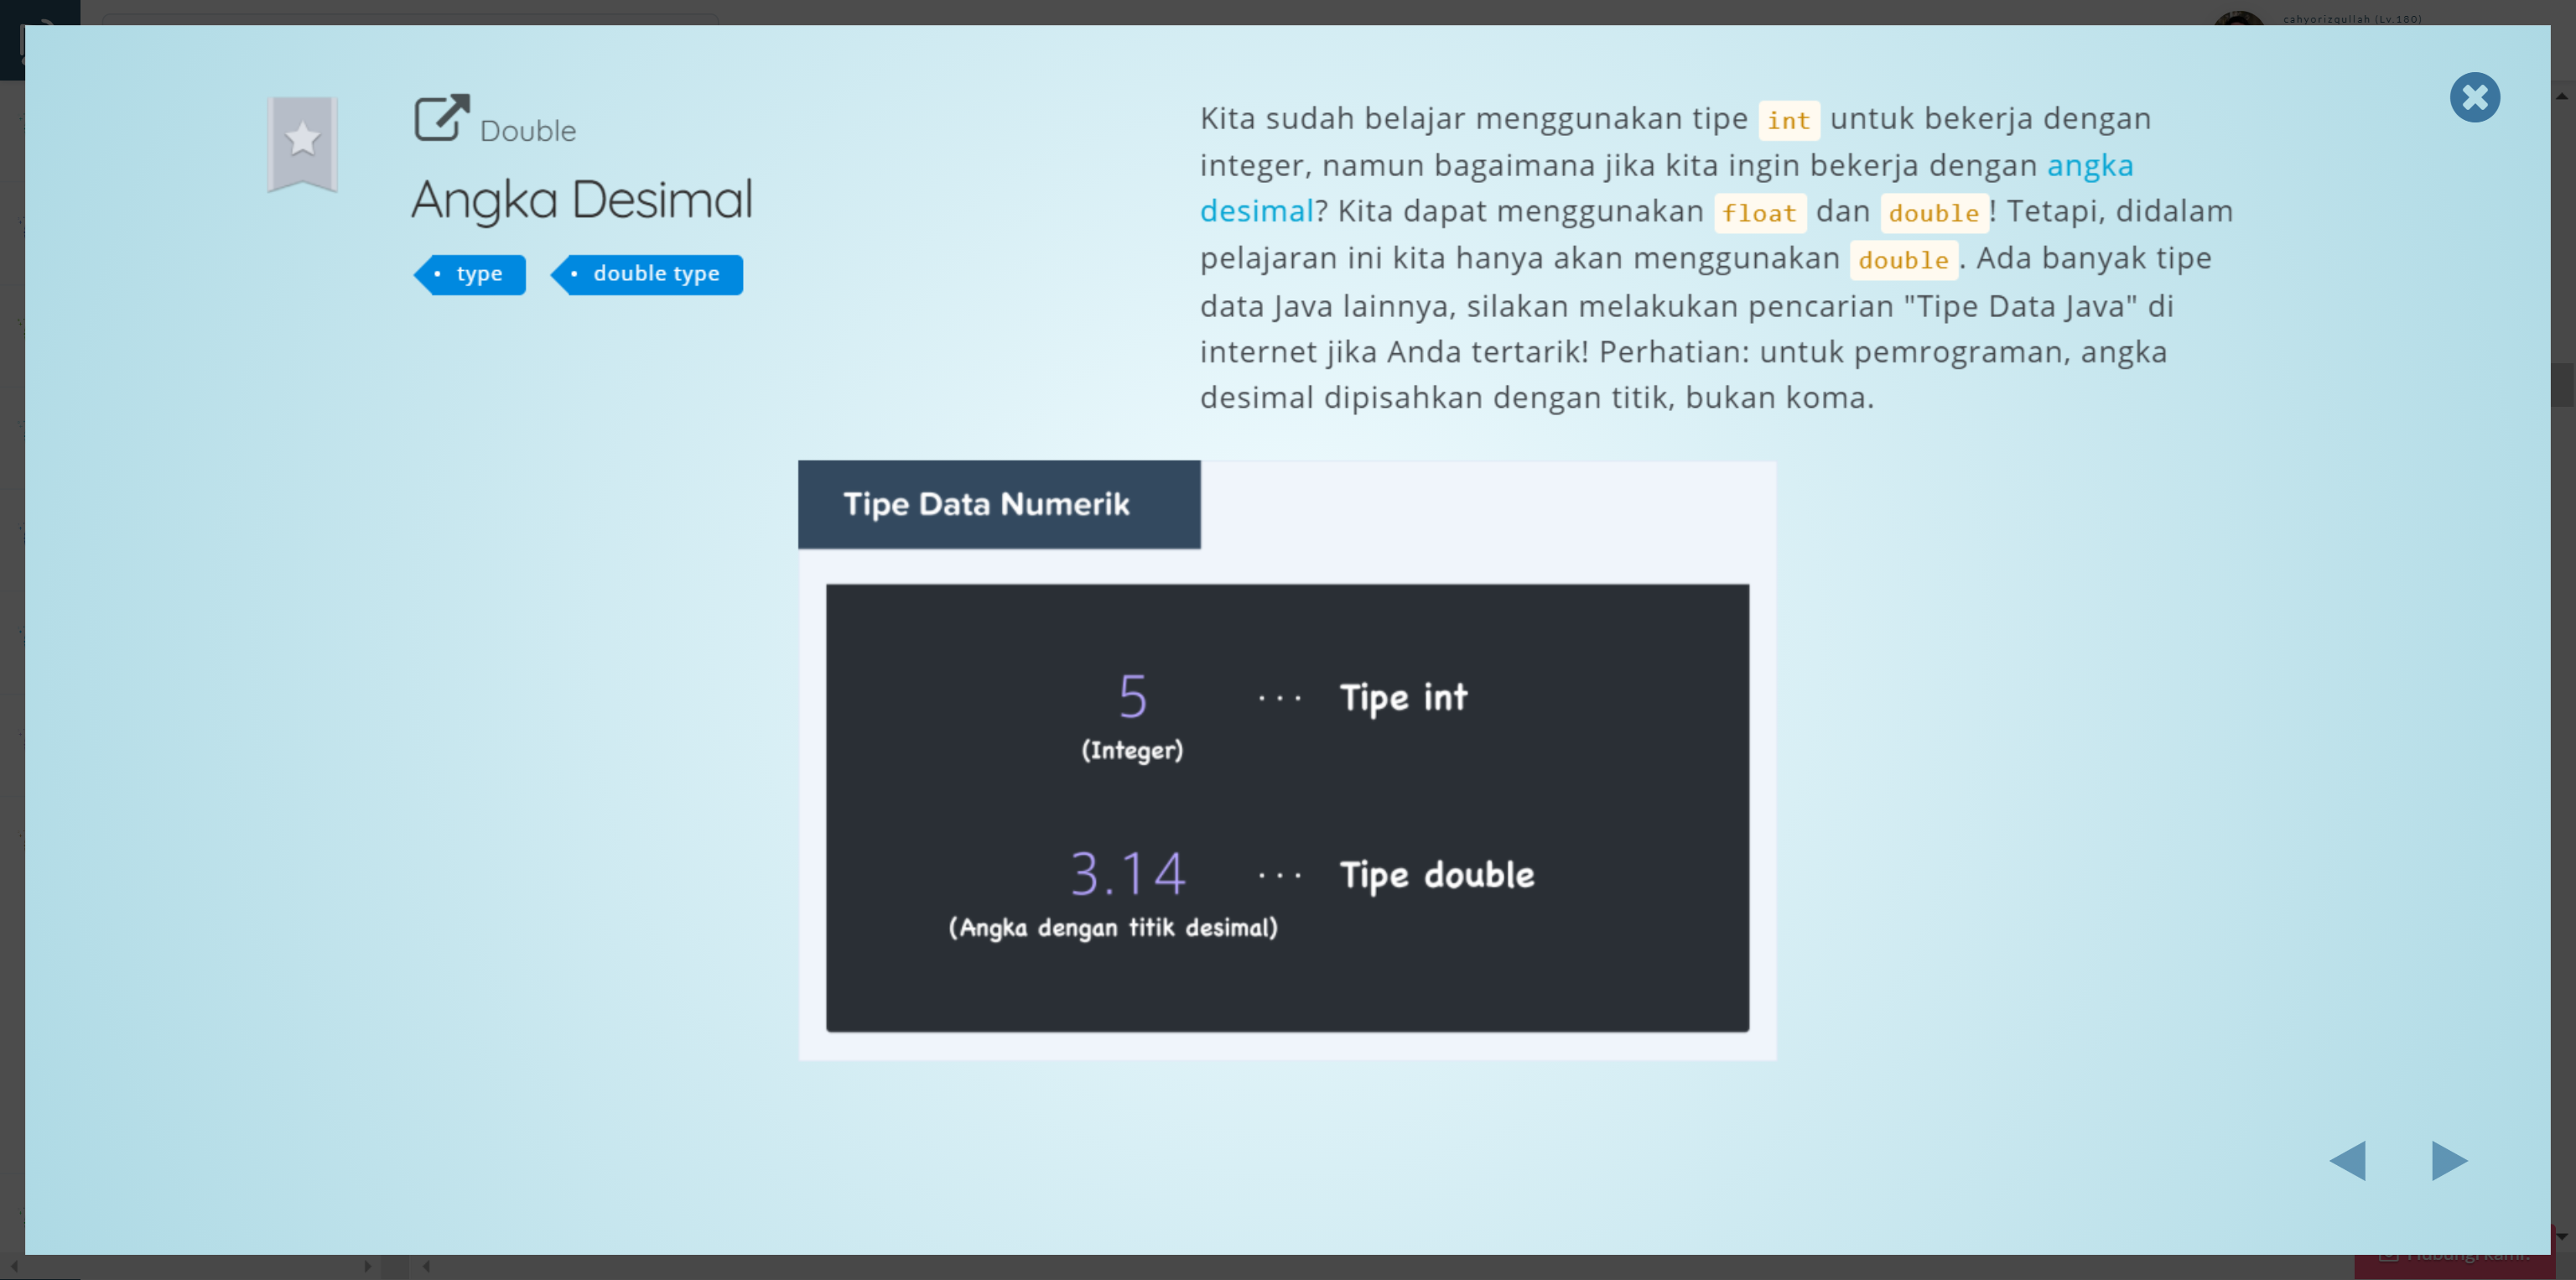 cahyorizqullah (Lv.180)
Double
Angka Desimal
type
double type
Kita sudah belajar menggunakan tipe int untuk bekerja dengan
integer, namun bagaimana jika kita ingin bekerja dengan angka
desimal? Kita dapat menggunakan float dan double! Tetapi, didalam
pelajaran ini kita hanya akan menggunakan double. Ada banyak tipe
data Java lainnya, silakan melakukan pencarian "Tipe Data Java" di
internet jika Anda tertarik! Perhatian: untuk pemrograman, angka
desimal dipisahkan dengan titik, bukan koma.
Tipe Data Numerik
5 ... Tipe int
(Integer)
3.14 ... Tipe double
(Angka dengan titik desimal)
Hubungi kami!